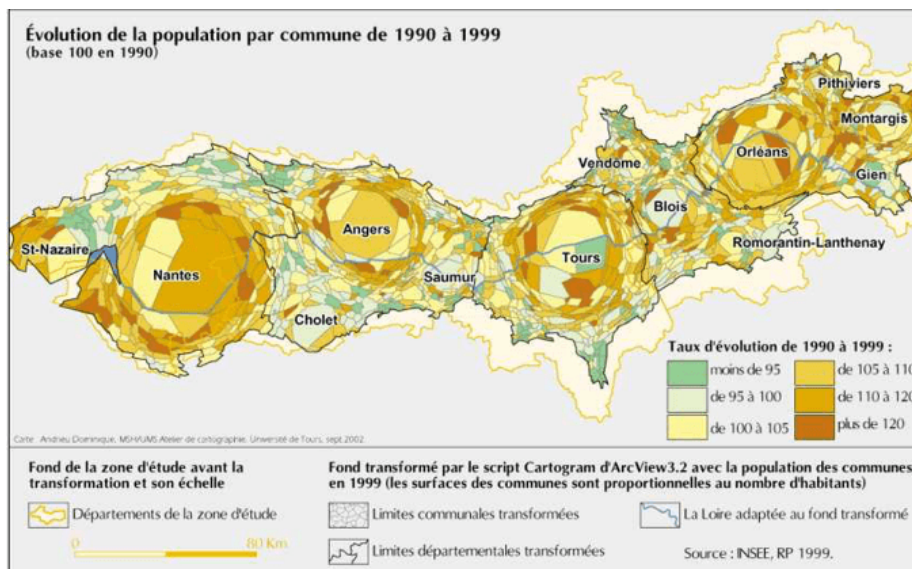 Évolution de la population par commune de 1990 à 1999
(base 100 en 1990)
Pithiviers
Montargis
Orléans
Vendôme
Gien
Blois
Angers
St-Nazaire
Romorantin-Lanthenay
Tours
Nantes
Saumur
Cholet
Taux d'évolution de 1990 à 1999 :
moins de 95
de 105 à 110
de 95 à 100
de 110 à 120
de 100 à 105
plus de 120
Carte : Andrieu Dominique, MSH/UMS Atelier de cartographie, Université de Tours, sept.2002.
Fond de la zone d'étude avant la
transformation et son échelle
Départements de la zone d'étude
0 80 Km
Fond transformé par le script Cartogram d'ArcView3.2 avec la population des communes
en 1999 (les surfaces des communes sont proportionnelles au nombre d'habitants)
Limites communales transformées
La Loire adaptée au fond transformé
Limites départementales transformées
Source : INSEE, RP 1999.